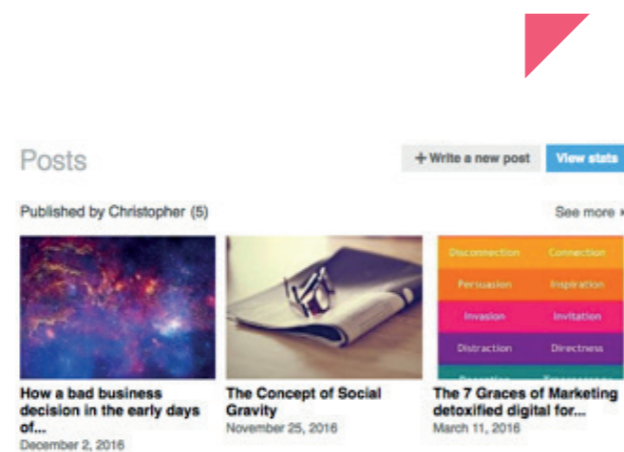 Posts
+ Write a new post
View stats
Published by Christopher (5)
See more
Disconnection Connection
Persuasion Inspiration
Invasion Invitation
Distraction Directness
How a bad business
decision in the early days
of...
December 2, 2016
The Concept of Social
Gravity
November 25, 2016
The 7 Graces of Marketing
detoxified digital for...
March 11, 2016